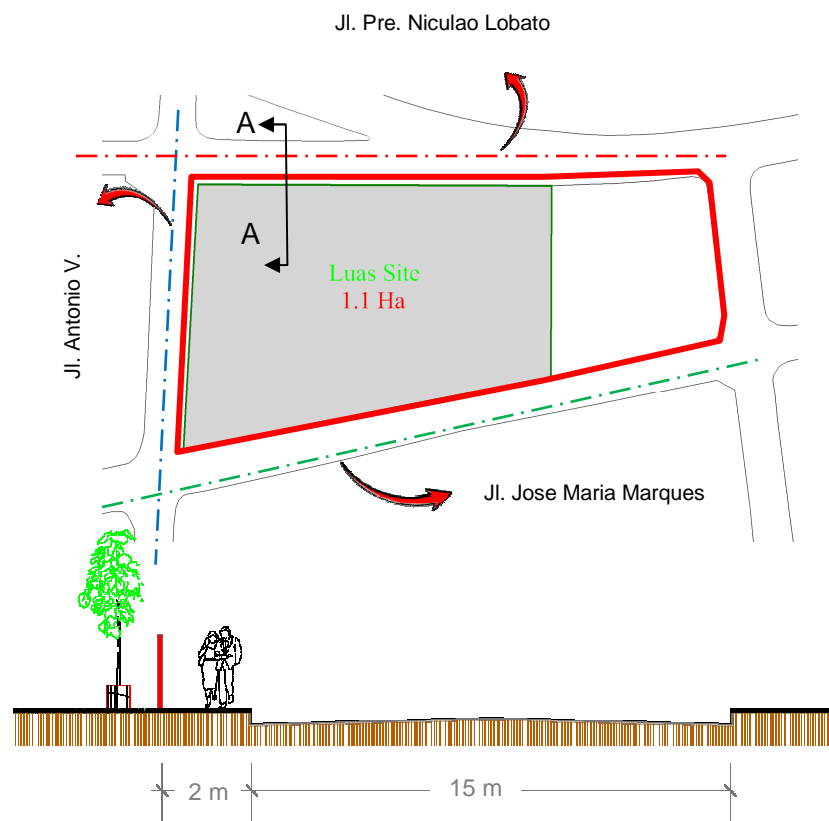 Jl. Pre. Niculao Lobato
A
A
Jl. Antonio V.
Luas Site
1.1 Ha
Jl. Jose Maria Marques
2 m
15 m